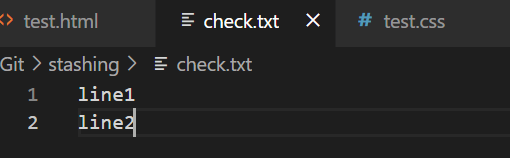 test.html check.txt test.css
Git > stashing > check.txt
1 line1
2 line2